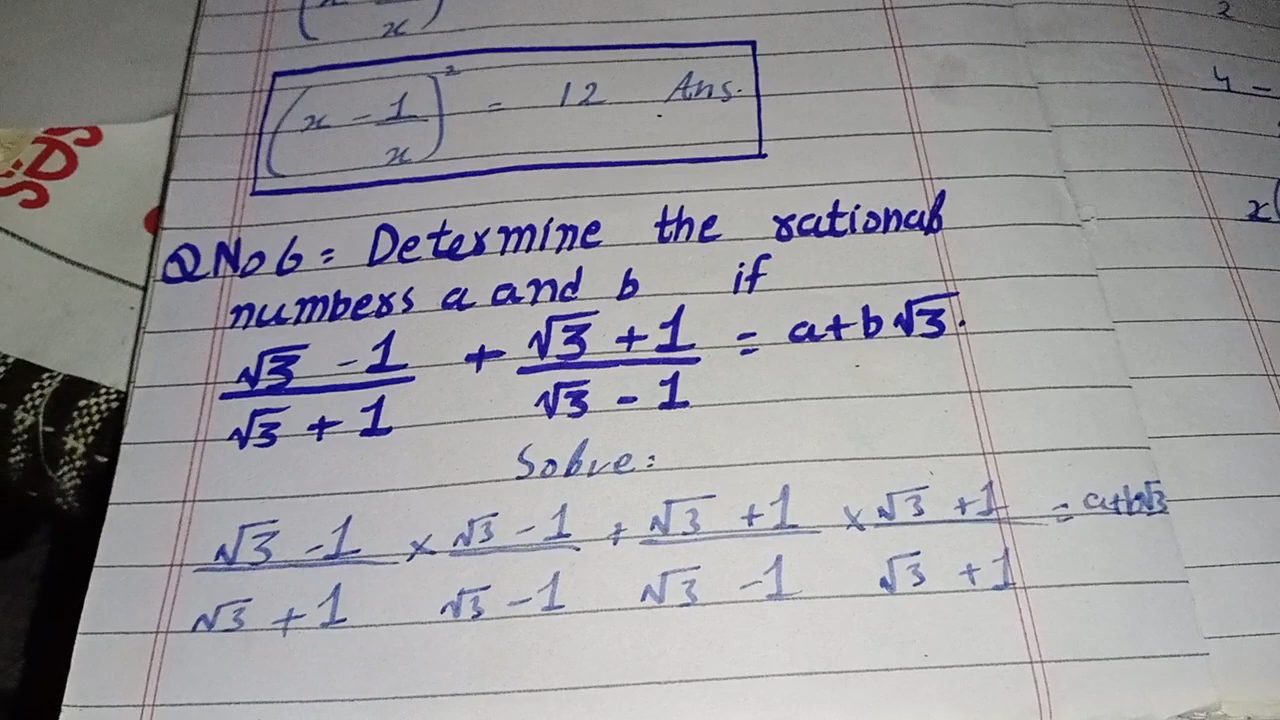 x
(x - 1/x)² = 12 Ans.
Q No 6 = Determine the rational
numbers a and b if
(√3 - 1)/(√3 + 1) + (√3 + 1)/(√3 - 1) = a+b√3.
Solve:
(√3 - 1)/(√3 + 1) × (√3 - 1)/(√3 - 1) + (√3 + 1)/(√3 - 1) × (√3 + 1)/(√3 + 1) = a+b√3
2
4 -
x(